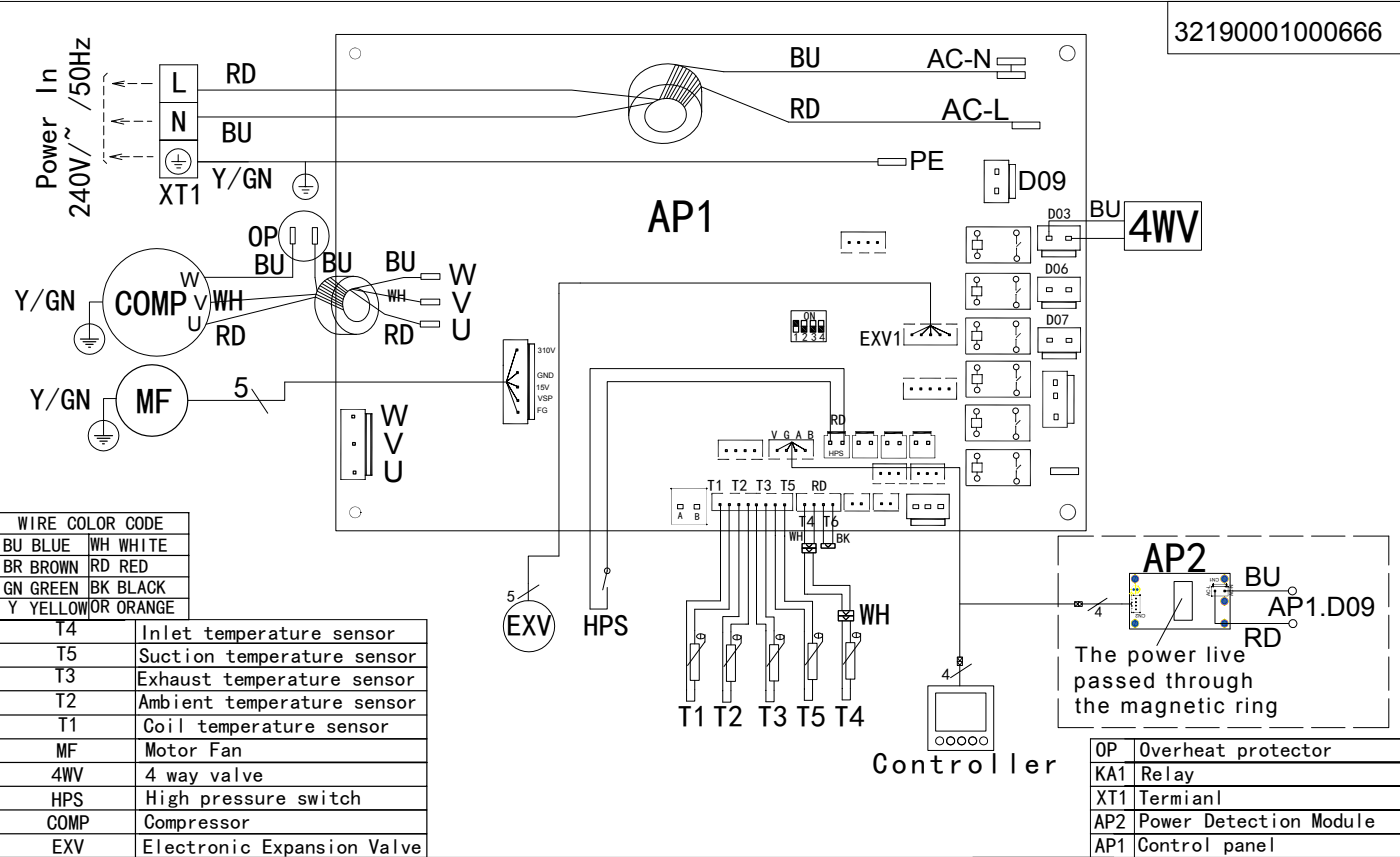 32190001000666
Power In
240V/~ /50Hz
L
N
XT1
RD
BU
Y/GN
BU
RD
AC-N
AC-L
PE
D09
AP1
D03
BU
4WV
D06
D07
OP
BU
BU
BU
WH
RD
W
V
U
Y/GN
COMP
W
V
U
WH
RD
Y/GN
MF
5
310V
GND
15V
VSP
FG
W
V
U
ON
1 2 3 4
EXV1
V G A B
RD
HPS
A B
T1 T2 T3 T5 RD
T4 T6
WH
BK
5
EXV
HPS
WH
T1 T2 T3 T5 T4
4
Controller
4
AP2
BU
AP1.D09
RD
The power live
passed through
the magnetic ring
WIRE COLOR CODE
BU BLUE WH WHITE
BR BROWN RD RED
GN GREEN BK BLACK
Y YELLOW OR ORANGE
T4 Inlet temperature sensor
T5 Suction temperature sensor
T3 Exhaust temperature sensor
T2 Ambient temperature sensor
T1 Coil temperature sensor
MF Motor Fan
4WV 4 way valve
HPS High pressure switch
COMP Compressor
EXV Electronic Expansion Valve
OP Overheat protector
KA1 Relay
XT1 Termianl
AP2 Power Detection Module
AP1 Control panel